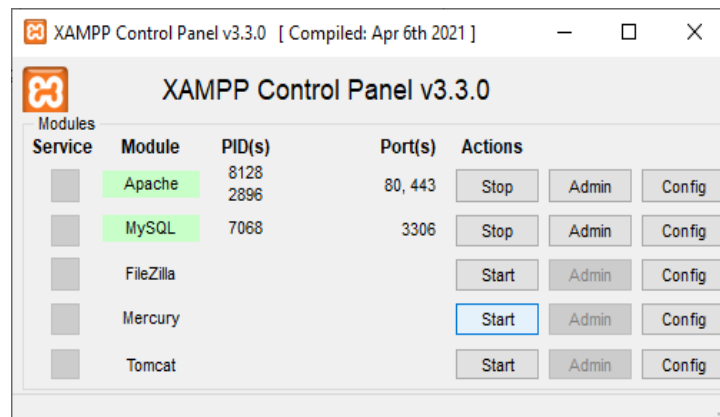 XAMPP Control Panel v3.3.0 [ Compiled: Apr 6th 2021 ]
XAMPP Control Panel v3.3.0
Modules
Service Module PID(s) Port(s) Actions
Apache 8128 2896 80, 443 Stop Admin Config
MySQL 7068 3306 Stop Admin Config
FileZilla Start Admin Config
Mercury Start Admin Config
Tomcat Start Admin Config